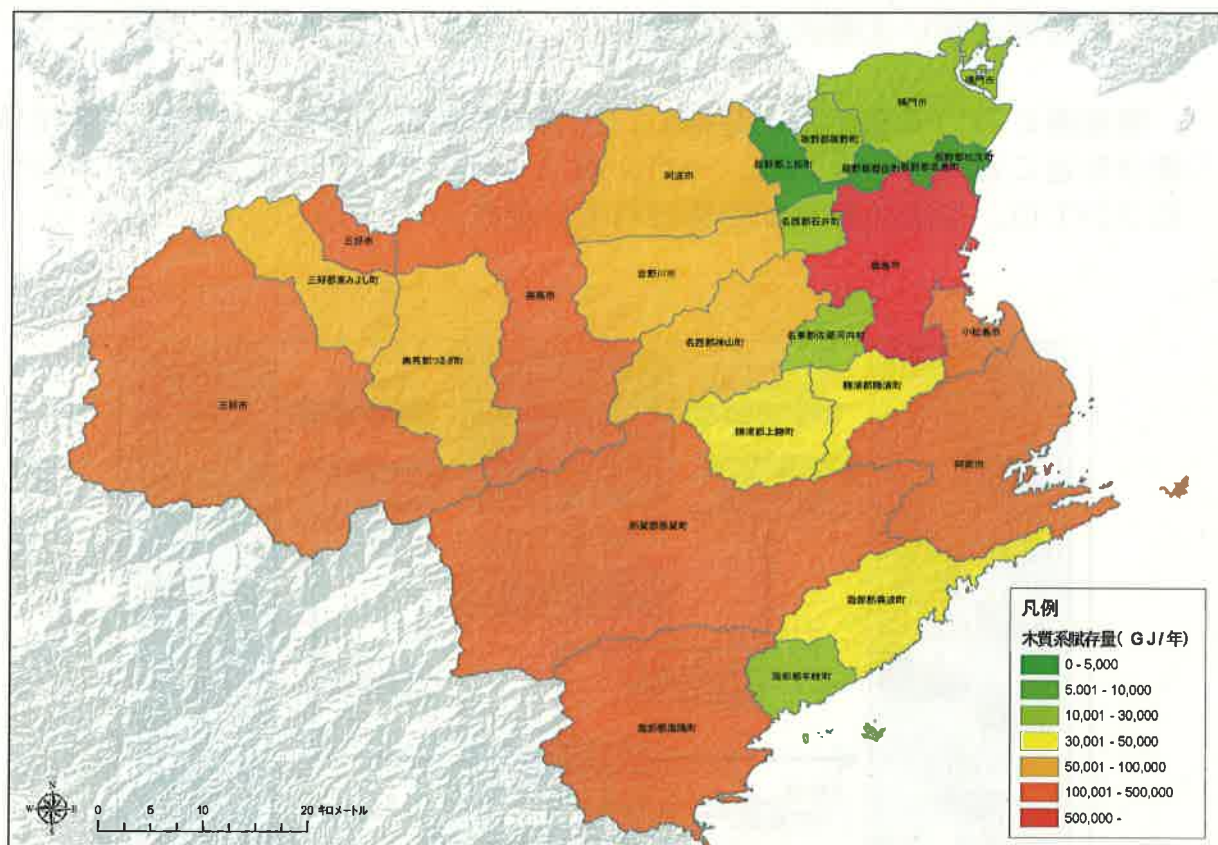 鳴門市
鳴門市
板野郡板野町
板野郡上板町
板野郡藍住町
板野郡北島町
板野郡松茂町
阿波市
名西郡石井町
三好市
徳島市
三好郡東みよし町
吉野川市
美馬市
小松島市
名西郡神山町
名東郡佐那河内村
美馬郡つるぎ町
勝浦郡勝浦町
三好市
勝浦郡上勝町
阿南市
那賀郡那賀町
海部郡美波町
海部郡牟岐町
海部郡海陽町
凡例
木質系賦存量( GJ/年)
0 - 5,000
5.001 - 10,000
10,001 - 30,000
30,001 - 50,000
50,001 - 100,000
100,001 - 500,000
500,000 -
N
W
E
S
0 5 10 20 キロメートル